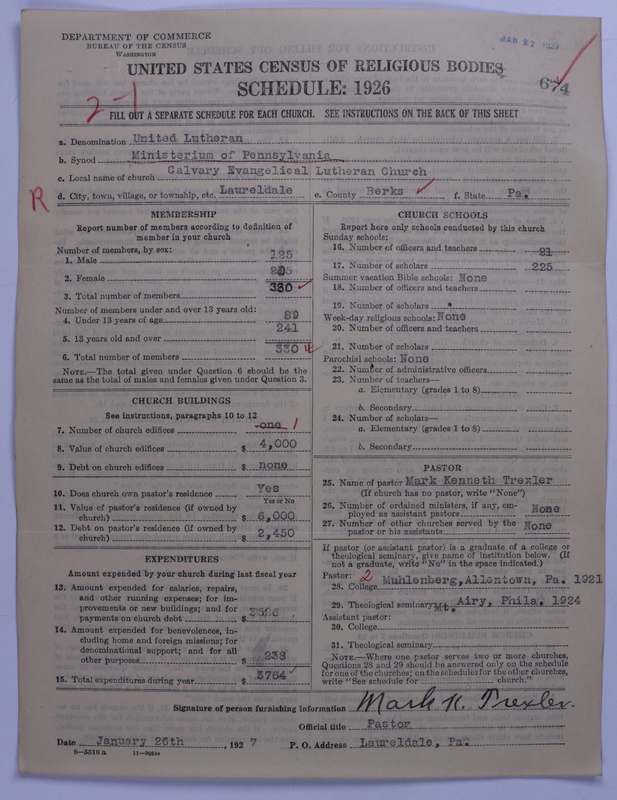 DEPARTMENT OF COMMERCE
BUREAU OF THE CENSUS
WASHINGTON
JAN 27 1927
UNITED STATES CENSUS OF RELIGIOUS BODIES
SCHEDULE: 1926
674
2-1
FILL OUT A SEPARATE SCHEDULE FOR EACH CHURCH. SEE INSTRUCTIONS ON THE BACK OF THIS SHEET
a. Denomination United Lutheran
b. Synod Ministerium of Pennsylvania
c. Local name of church Calvary Evangelical Lutheran Church
R
d. City, town, village, or township, etc. Laureldale e. County Berks f. State Pa.
MEMBERSHIP
Report number of members according to definition of
member in your church
Number of members, by sex:
1. Male 125
2. Female 205
3. Total number of members 330
Number of members under and over 13 years old:
4. Under 13 years of age 89
5. 13 years old and over 241
6. Total number of members 330
NOTE.—The total given under Question 6 should be the
same as the total of males and females given under Question 3.
CHURCH BUILDINGS
See instructions, paragraphs 10 to 12
7. Number of church edifices one 1
8. Value of church edifices $ 4,000
9. Debt on church edifices $ none
10. Does church own pastor's residence Yes
Yes or No
11. Value of pastor's residence (if owned by
church) $ 6,000
12. Debt on pastor's residence (if owned by
church) $ 2,450
EXPENDITURES
Amount expended by your church during last fiscal year
13. Amount expended for salaries, repairs,
and other running expenses; for im-
provements or new buildings; and for
payments on church debt $ 3526
14. Amount expended for benevolences, in-
cluding home and foreign missions; for
denominational support; and for all
other purposes $ 238
15. Total expenditures during year $ 3764
CHURCH SCHOOLS
Report here only schools conducted by this church
Sunday schools:
16. Number of officers and teachers 21
17. Number of scholars 225
Summer vacation Bible schools: None
18. Number of officers and teachers
19. Number of scholars
Week-day religious schools: None
20. Number of officers and teachers
21. Number of scholars
Parochial schools: None
22. Number of administrative officers
23. Number of teachers—
a. Elementary (grades 1 to 8)
b. Secondary
24. Number of scholars—
a. Elementary (grades 1 to 8)
b. Secondary
PASTOR
25. Name of pastor Mark Kenneth Trexler
(If church has no pastor, write "None")
26. Number of ordained ministers, if any, em-
ployed as assistant pastors None
27. Number of other churches served by the
pastor or his assistants None
If pastor (or assistant pastor) is a graduate of a college or
theological seminary, give name of institution below. (If
not a graduate, write "No" in the space indicated.)
Pastor: 2
28. College Muhlenberg, Allentown, Pa. 1921
29. Theological seminary Mt. Airy, Phila. 1924
Assistant pastor:
30. College
31. Theological seminary
NOTE.—Where one pastor serves two or more churches,
Questions 28 and 29 should be answered only on the schedule
for one of the churches; on the schedules for the other churches,
write "See schedule for church."
Signature of person furnishing information Mark K. Trexler.
Official title Pastor
Date January 26th, 1927 P. O. Address Laureldale, Pa.
8-5518 a 11-9051a